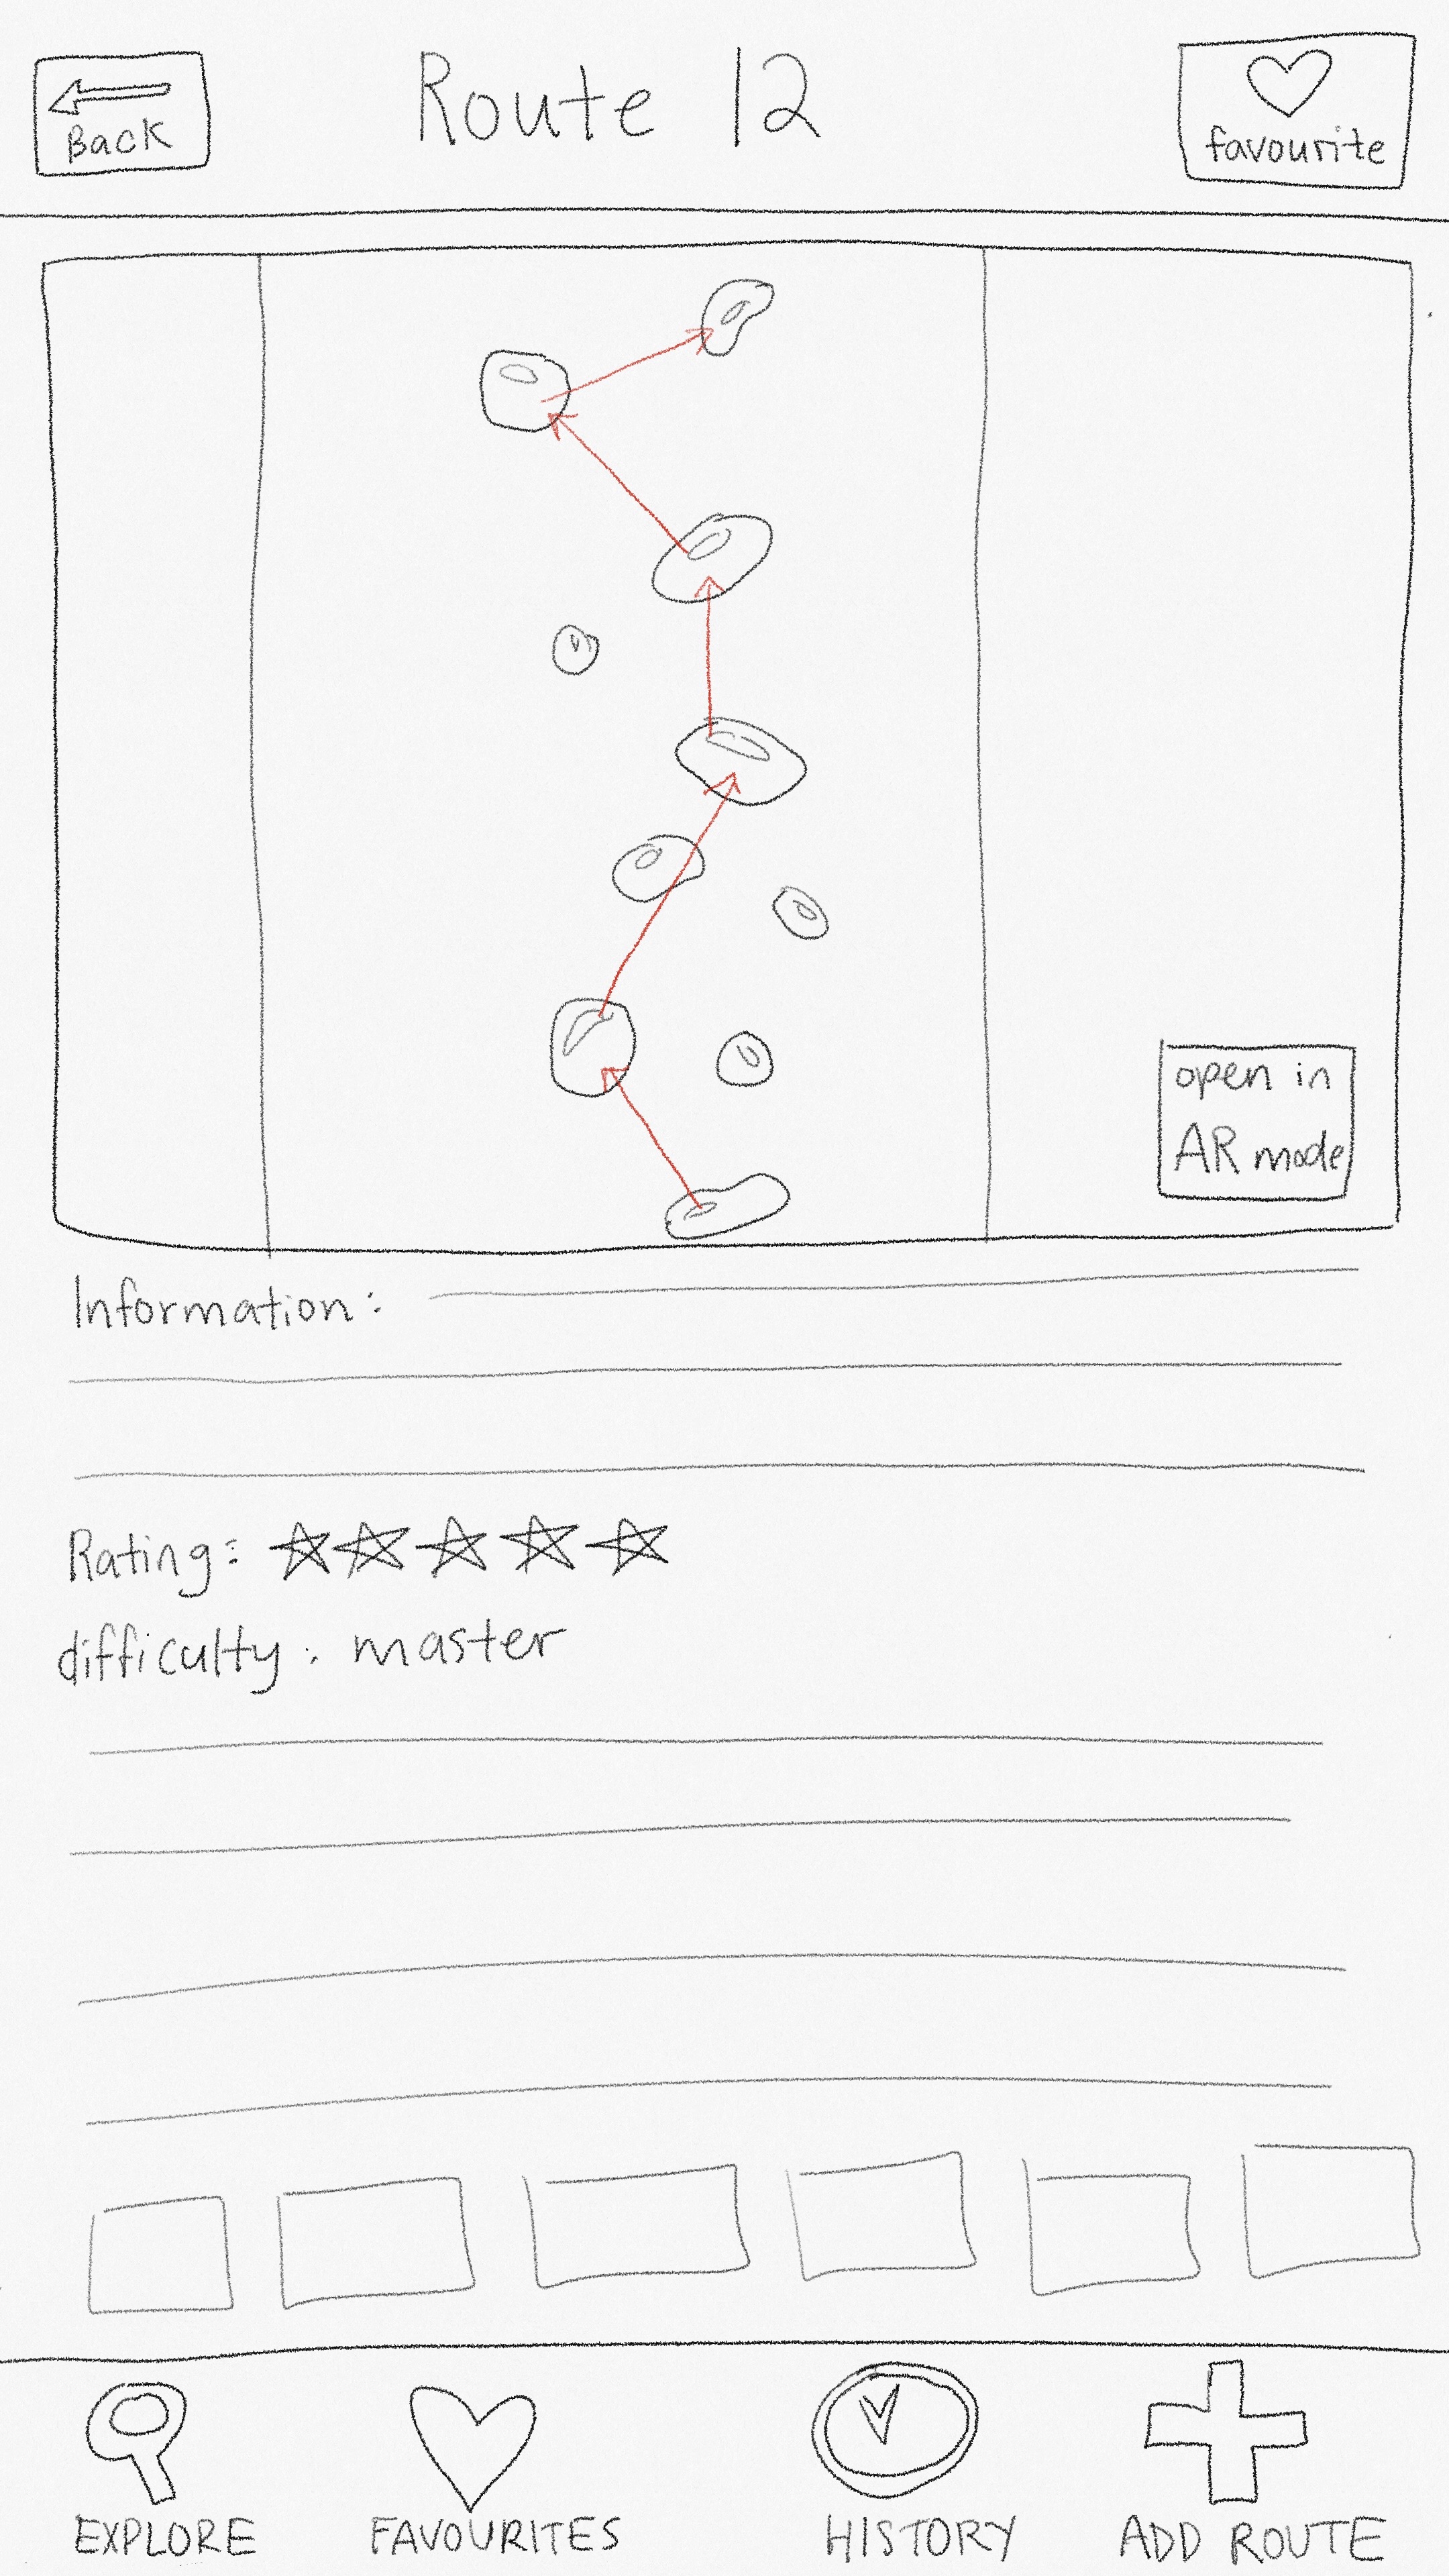 Back
Route 12
favourite
open in
AR mode
Information:
Rating:
difficulty: master
EXPLORE
FAVOURITES
HISTORY
ADD ROUTE